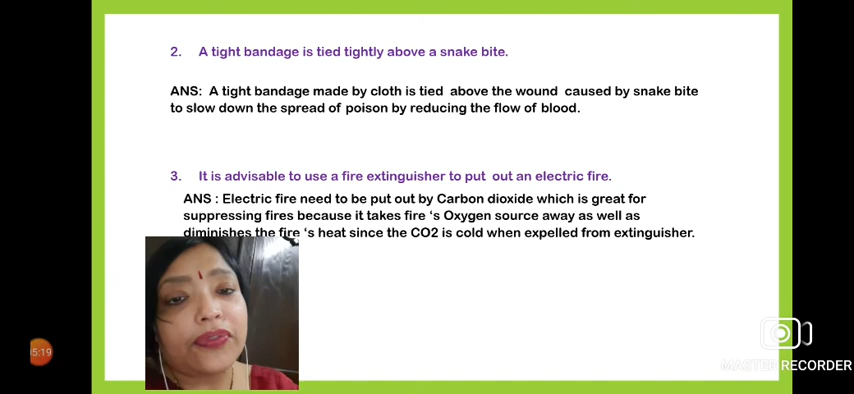 2. A tight bandage is tied tightly above a snake bite.
ANS: A tight bandage made by cloth is tied above the wound caused by snake bite
to slow down the spread of poison by reducing the flow of blood.
3. It is advisable to use a fire extinguisher to put out an electric fire.
ANS : Electric fire need to be put out by Carbon dioxide which is great for
suppressing fires because it takes fire ‘s Oxygen source away as well as
diminishes the fire ‘s heat since the CO2 is cold when expelled from extinguisher.
MASTER RECORDER